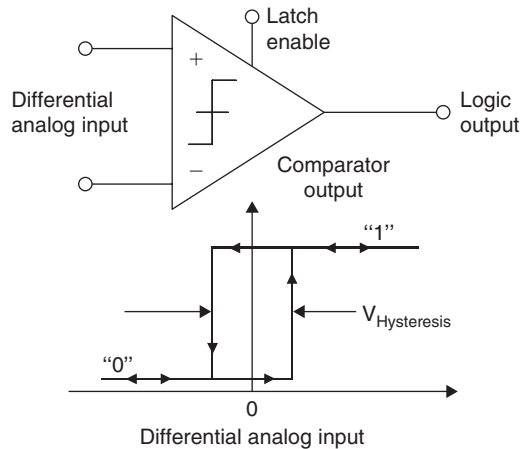 Latch
enable
+
Differential
analog input
Logic
output
−
Comparator
output
“1”
V_Hysteresis
“0”
0
Differential analog input